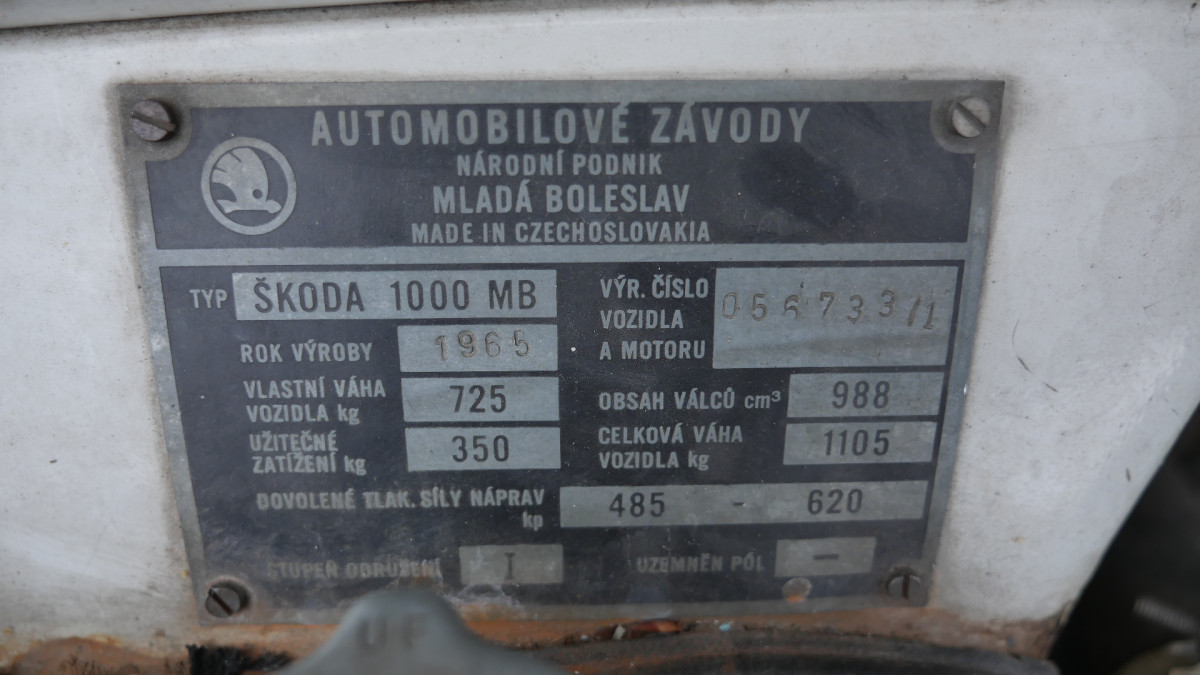 AUTOMOBILOVÉ ZÁVODY
NÁRODNÍ PODNIK
MLADÁ BOLESLAV
MADE IN CZECHOSLOVAKIA
TYP ŠKODA 1000 MB
ROK VÝROBY 1965
VLASTNÍ VÁHA
VOZIDLA kg 725
UŽITEČNÉ
ZATÍŽENÍ kg 350
VÝR. ČÍSLO
VOZIDLA 056733/1
A MOTORU
OBSAH VÁLCŮ cm³ 988
CELKOVÁ VÁHA
VOZIDLA kg 1105
DOVOLENÉ TLAK. SÍLY NÁPRAV
kp 485 - 620
STUPEŇ ODRUŠENÍ I
UZEMNĚN PÓL –